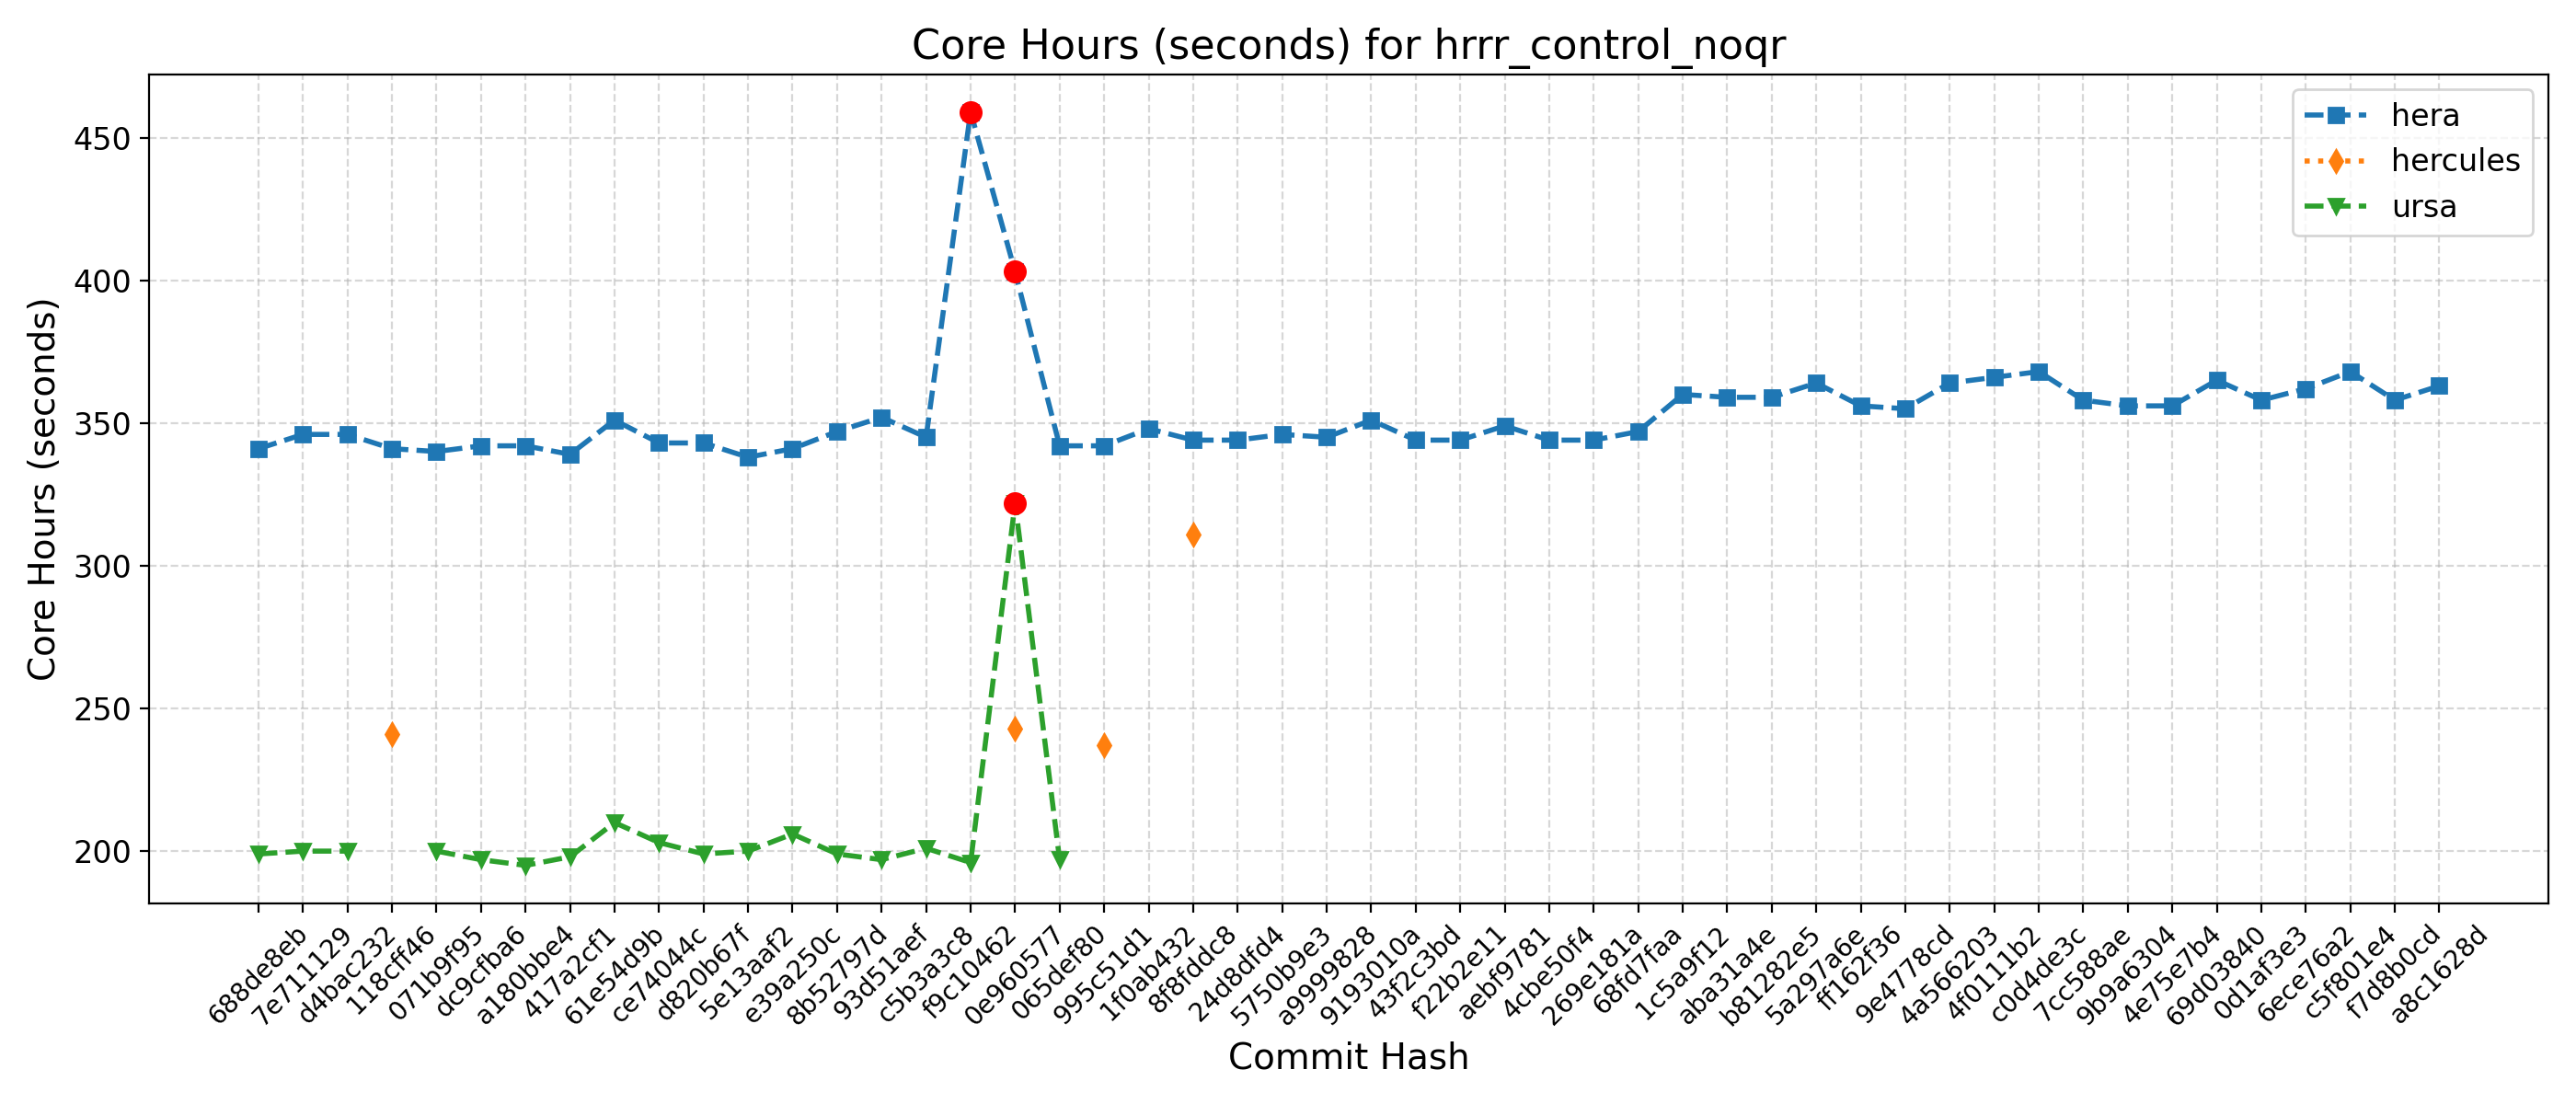 Core Hours (seconds) for hrrr_control_noqr
hera
hercules
ursa
Core Hours (seconds)
450
400
350
300
250
200
688de8eb
7e711129
d4bac232
118cff46
071b9f95
dc9cfba6
a180bbe4
417a2cf1
61e54d9b
ce74044c
d820b67f
5e13aaf2
e39a250c
8b52797d
93d51aef
c5b3a3c8
f9c10462
0e960577
065def80
995c51d1
1f0ab432
8f8fddc8
24d8dfd4
5750b9e3
a9999828
9193010a
43f2c3bd
f22b2e11
aebf9781
4cbe50f4
269e181a
68fd7faa
1c5a9f12
aba31a4e
b81282e5
5a297a6e
ff162f36
9e4778cd
4a566203
4f0111b2
c0d4de3c
7cc588ae
9b9a6304
4e75e7b4
69d03840
0d1af3e3
6ece76a2
c5f801e4
f7d8b0cd
a8c1628d
Commit Hash